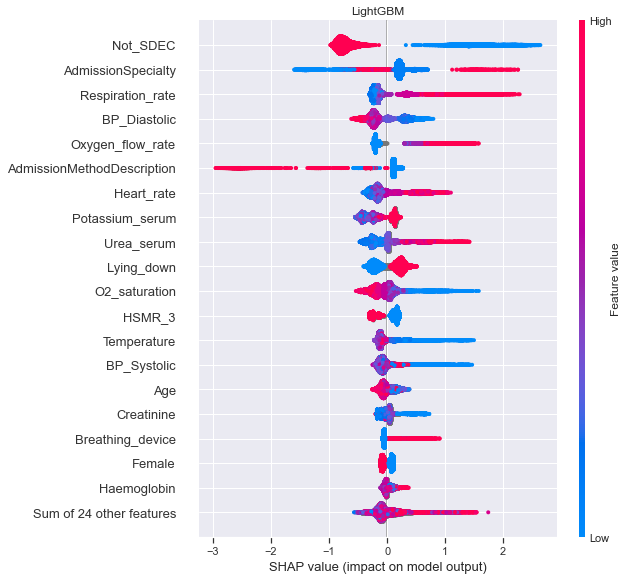 LightGBM
High
Not_SDEC
AdmissionSpecialty
Respiration_rate
BP_Diastolic
Oxygen_flow_rate
AdmissionMethodDescription
Heart_rate
Potassium_serum
Urea_serum
Lying_down
O2_saturation
HSMR_3
Temperature
BP_Systolic
Age
Creatinine
Breathing_device
Female
Haemoglobin
Sum of 24 other features
Feature value
Low
−3 −2 −1 0 1 2
SHAP value (impact on model output)